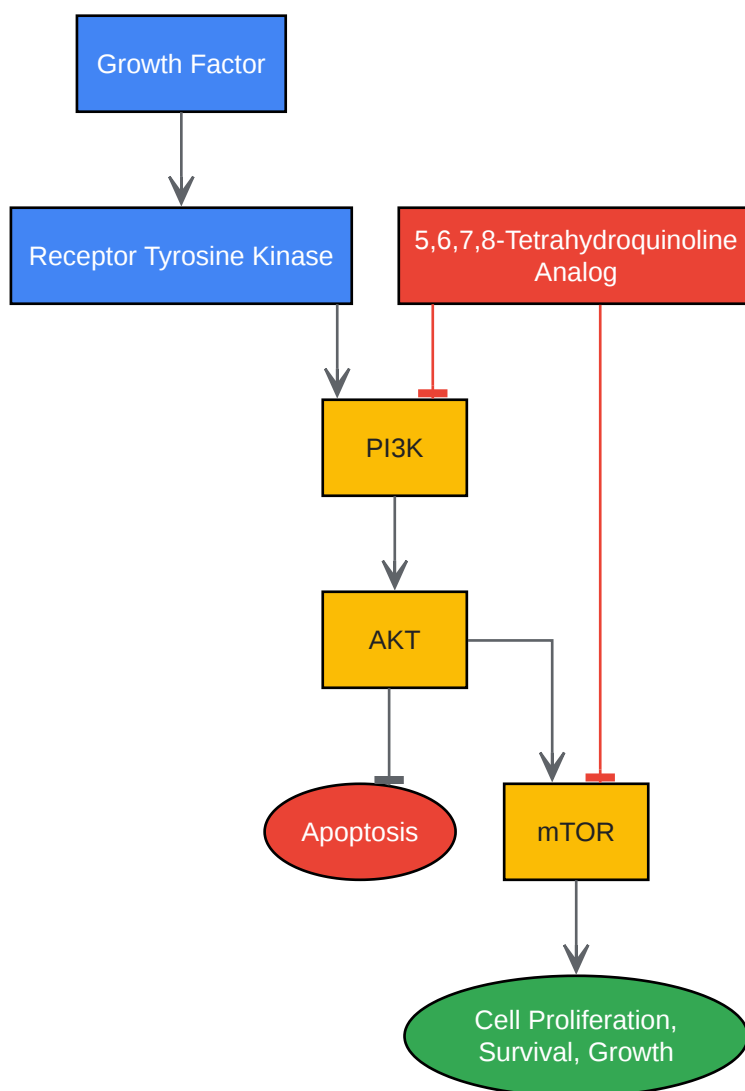 Growth Factor
Receptor Tyrosine Kinase
5,6,7,8-Tetrahydroquinoline
Analog
PI3K
AKT
Apoptosis
mTOR
Cell Proliferation,
Survival, Growth